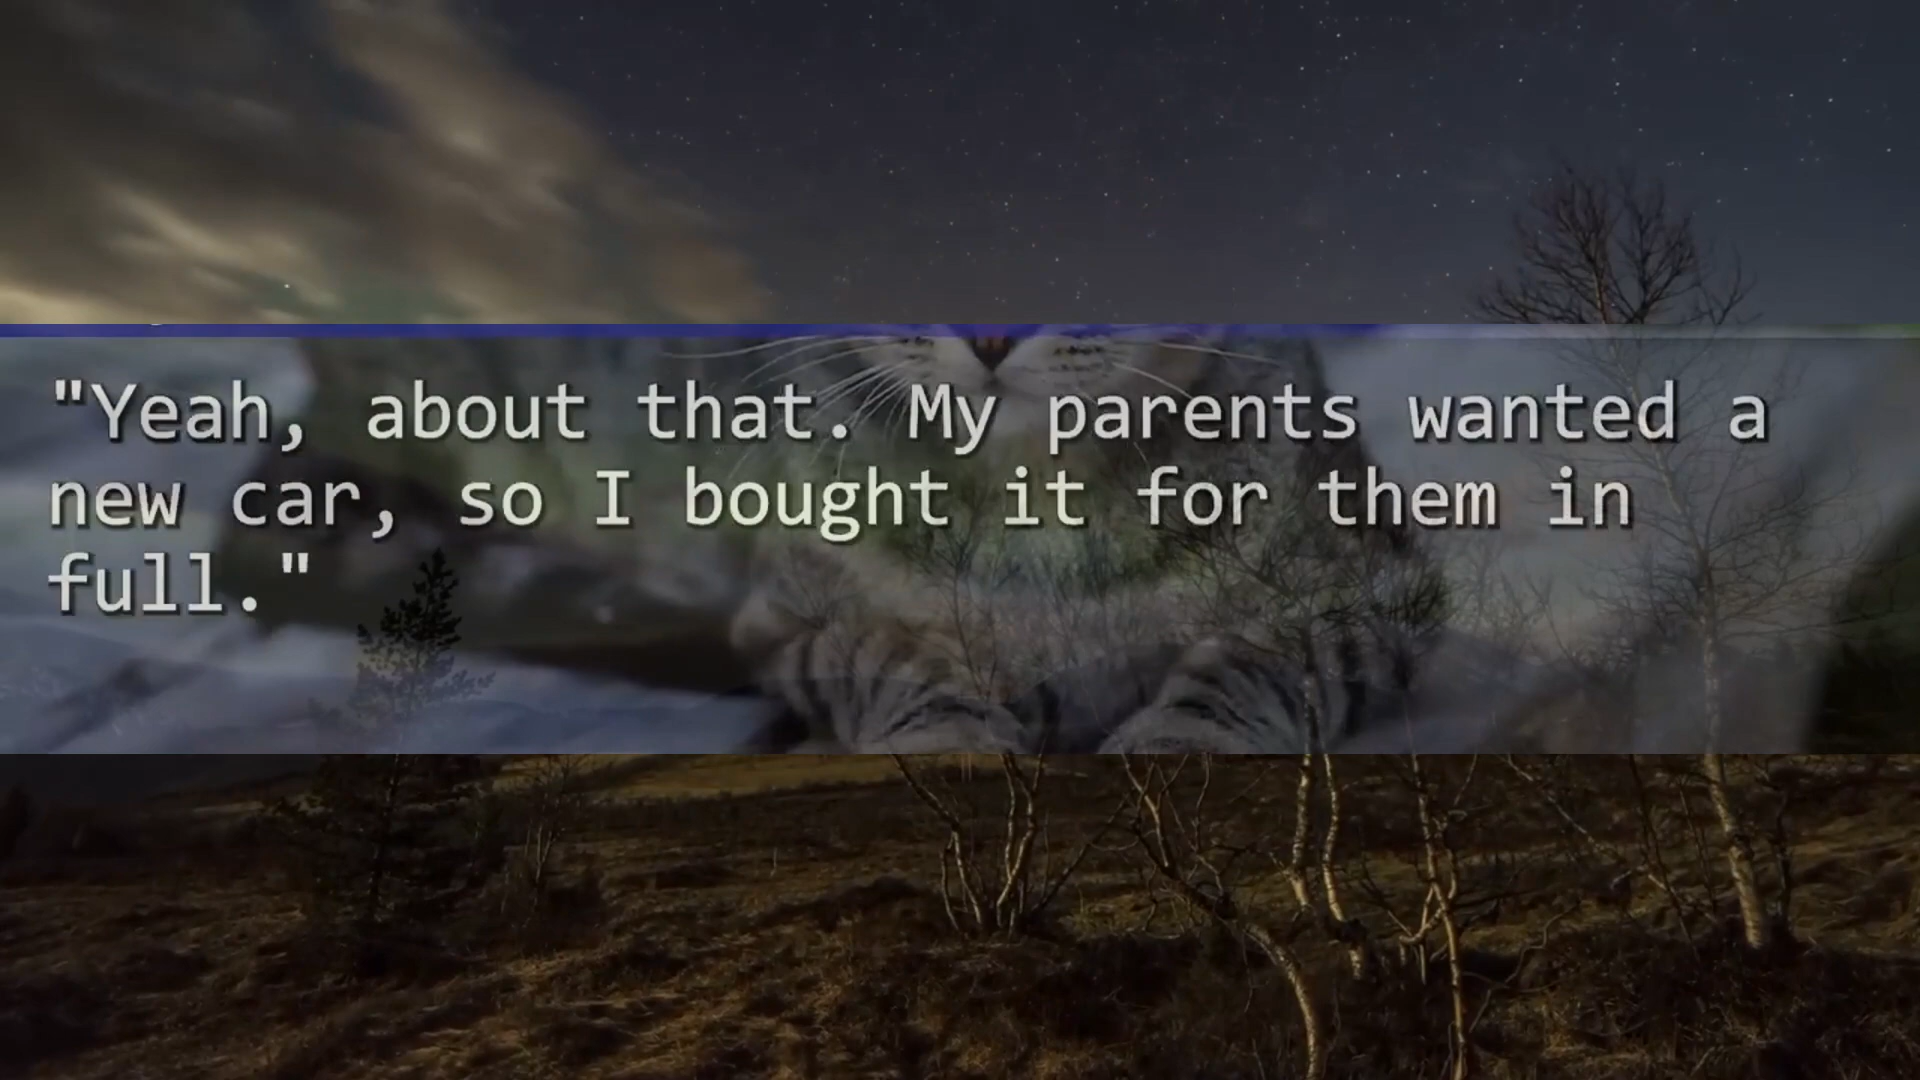 "Yeah, about that. My parents wanted a
new car, so I bought it for them in
full."